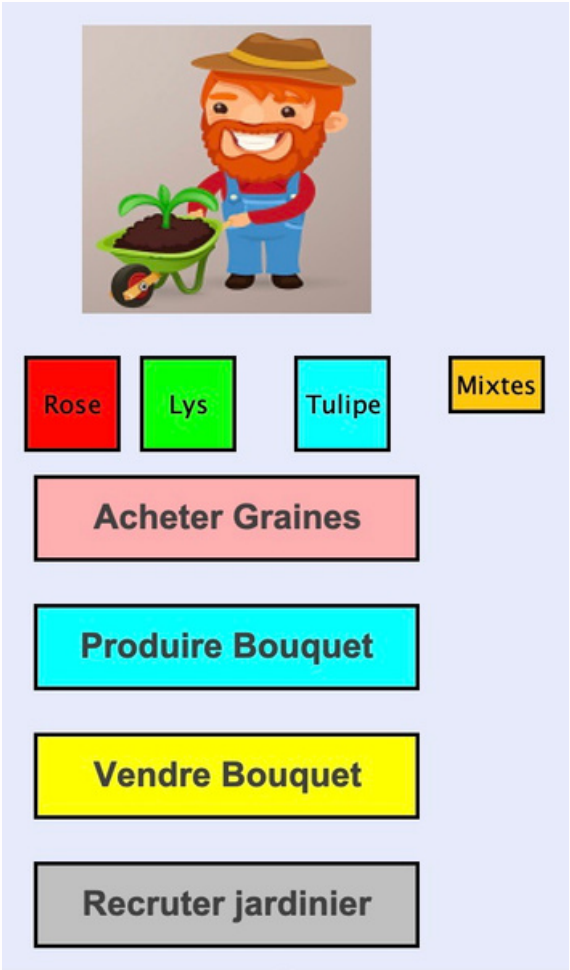 Rose
Lys
Tulipe
Mixtes
Acheter Graines
Produire Bouquet
Vendre Bouquet
Recruter jardinier